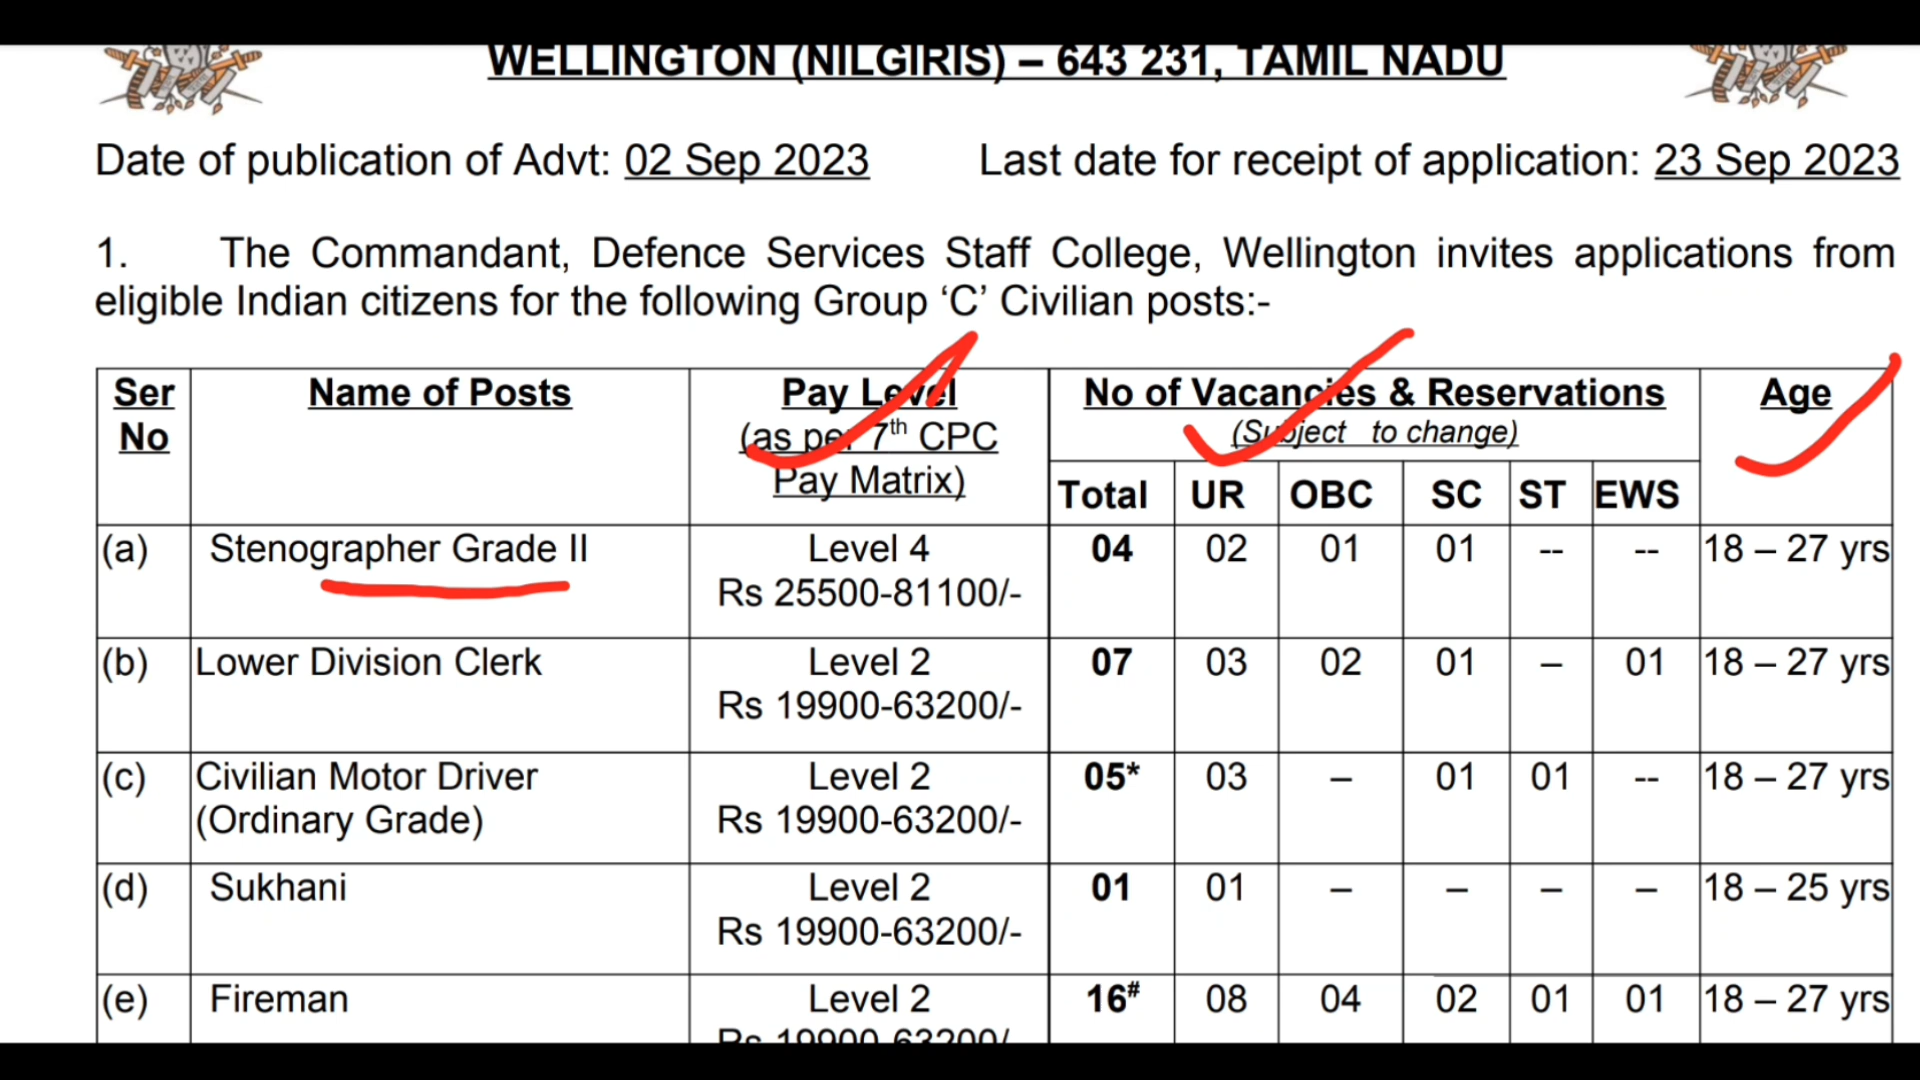 WELLINGTON (NILGIRIS) – 643 231, TAMIL NADU
Date of publication of Advt: 02 Sep 2023 Last date for receipt of application: 23 Sep 2023
1. The Commandant, Defence Services Staff College, Wellington invites applications from
eligible Indian citizens for the following Group ‘C’ Civilian posts:-
Ser No Name of Posts Pay Level (as per 7th CPC Pay Matrix) No of Vacancies & Reservations (Subject to change) Age
Total UR OBC SC ST EWS
(a) Stenographer Grade II Level 4 04 02 01 01 -- -- 18 – 27 yrs
Rs 25500-81100/-
(b) Lower Division Clerk Level 2 07 03 02 01 – 01 18 – 27 yrs
Rs 19900-63200/-
(c) Civilian Motor Driver Level 2 05* 03 – 01 01 -- 18 – 27 yrs
(Ordinary Grade) Rs 19900-63200/-
(d) Sukhani Level 2 01 01 – – – – 18 – 25 yrs
Rs 19900-63200/-
(e) Fireman Level 2 16# 08 04 02 01 01 18 – 27 yrs
Rs 19900-63200/